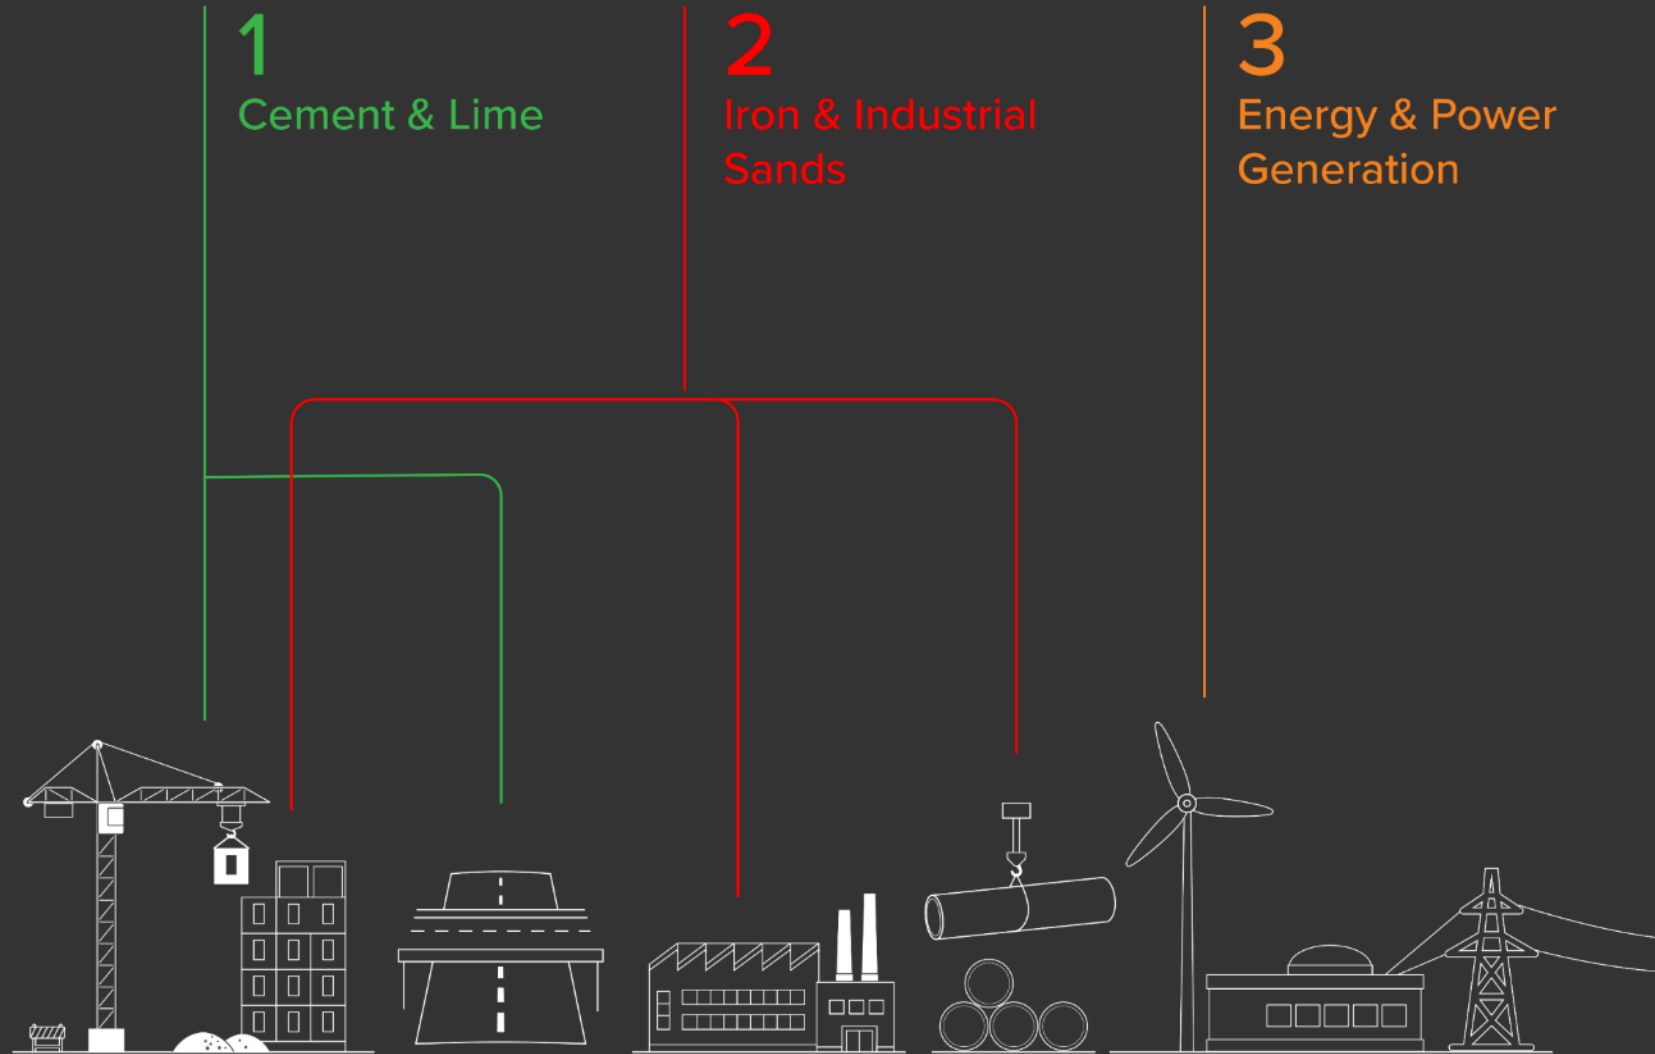 1
Cement & Lime
2
Iron & Industrial
Sands
3
Energy & Power
Generation